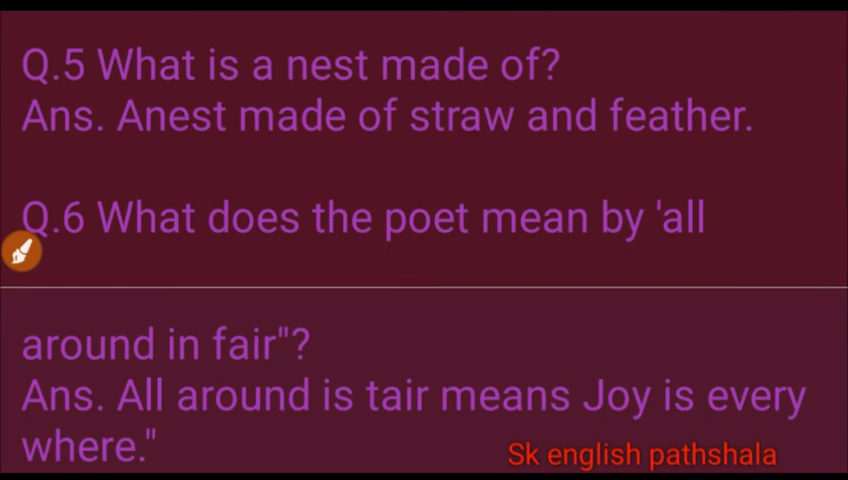 Q.5 What is a nest made of?
Ans. Anest made of straw and feather.
Q.6 What does the poet mean by 'all
around in fair"?
Ans. All around is tair means Joy is every
where."
Sk english pathshala